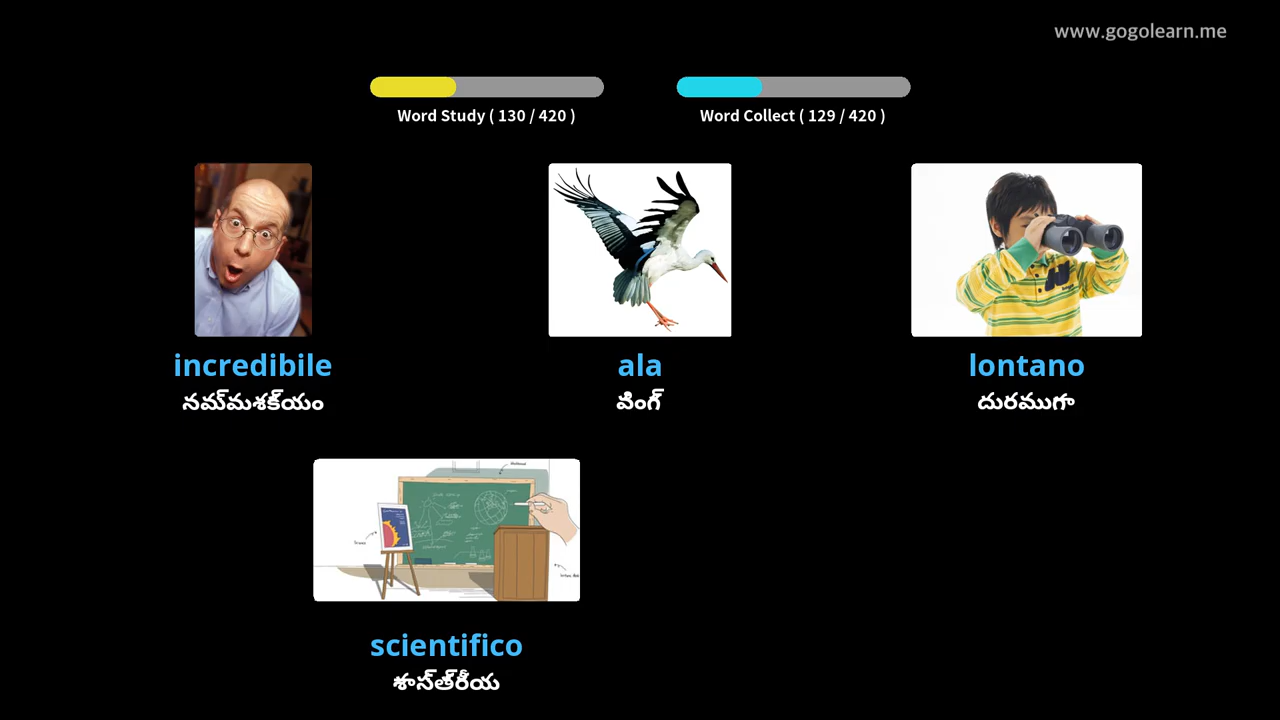 www.gogolearn.me
Word Study ( 130 / 420 )
Word Collect ( 129 / 420 )
incredibile
ala
lontano
నమ్‌మశక్‌యం
వింగ్
దురముగా
scientifico
శాస్‌త్‌రీయ